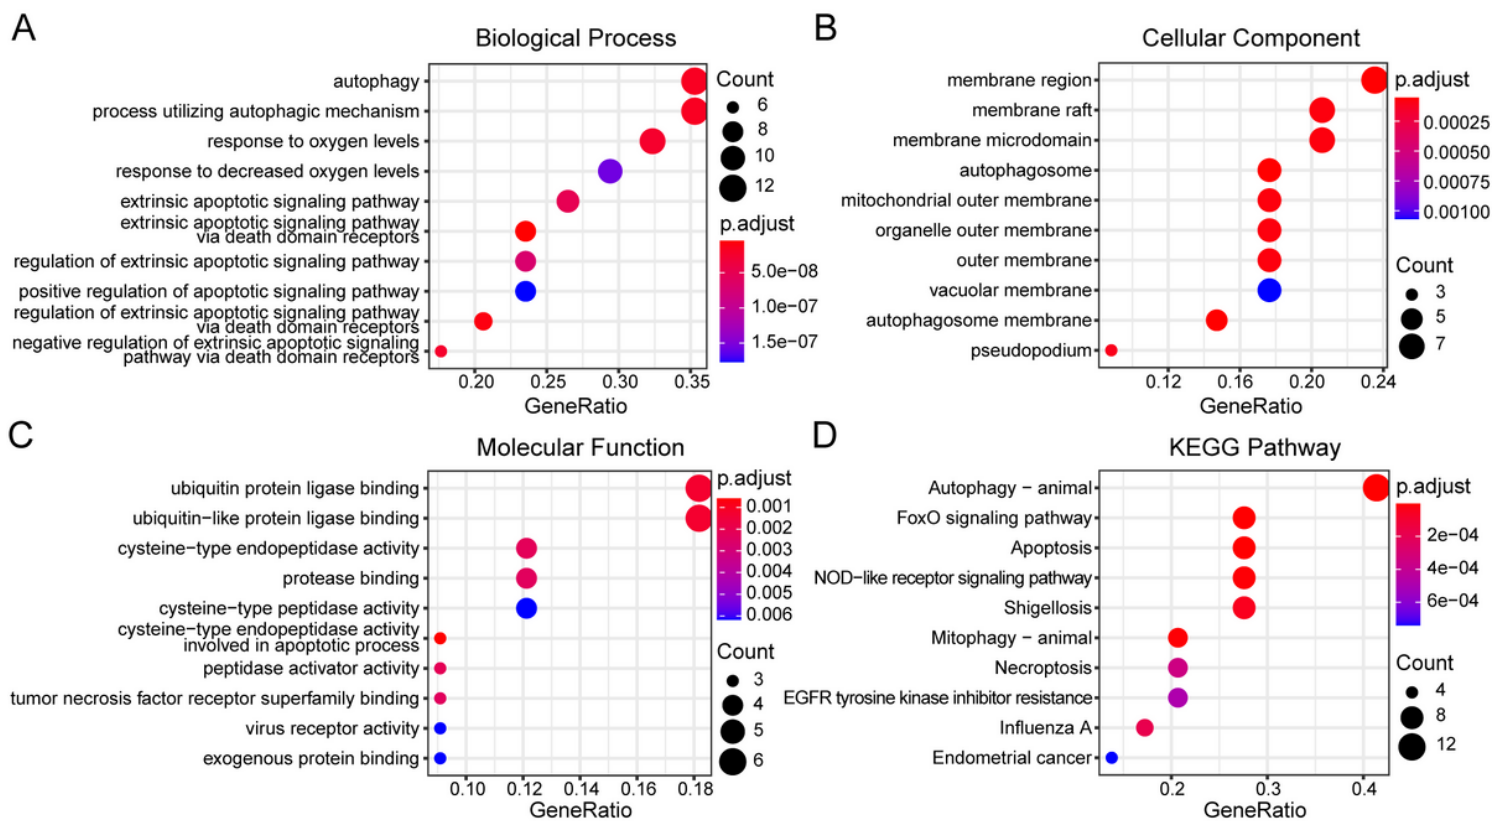 A
Biological Process
autophagy
process utilizing autophagic mechanism
response to oxygen levels
response to decreased oxygen levels
extrinsic apoptotic signaling pathway
extrinsic apoptotic signaling pathway
via death domain receptors
regulation of extrinsic apoptotic signaling pathway
positive regulation of apoptotic signaling pathway
regulation of extrinsic apoptotic signaling pathway
via death domain receptors
negative regulation of extrinsic apoptotic signaling
pathway via death domain receptors
0.20 0.25 0.30 0.35
GeneRatio
Count
6
8
10
12
p.adjust
5.0e−08
1.0e−07
1.5e−07
B
Cellular Component
membrane region
membrane raft
membrane microdomain
autophagosome
mitochondrial outer membrane
organelle outer membrane
outer membrane
vacuolar membrane
autophagosome membrane
pseudopodium
0.12 0.16 0.20 0.24
GeneRatio
p.adjust
0.00025
0.00050
0.00075
0.00100
Count
3
5
7
C
Molecular Function
ubiquitin protein ligase binding
ubiquitin−like protein ligase binding
cysteine−type endopeptidase activity
protease binding
cysteine−type peptidase activity
cysteine−type endopeptidase activity
involved in apoptotic process
peptidase activator activity
tumor necrosis factor receptor superfamily binding
virus receptor activity
exogenous protein binding
0.10 0.12 0.14 0.16 0.18
GeneRatio
p.adjust
0.001
0.002
0.003
0.004
0.005
0.006
Count
3
4
5
6
D
KEGG Pathway
Autophagy − animal
FoxO signaling pathway
Apoptosis
NOD−like receptor signaling pathway
Shigellosis
Mitophagy − animal
Necroptosis
EGFR tyrosine kinase inhibitor resistance
Influenza A
Endometrial cancer
0.2 0.3 0.4
GeneRatio
p.adjust
2e−04
4e−04
6e−04
Count
4
8
12